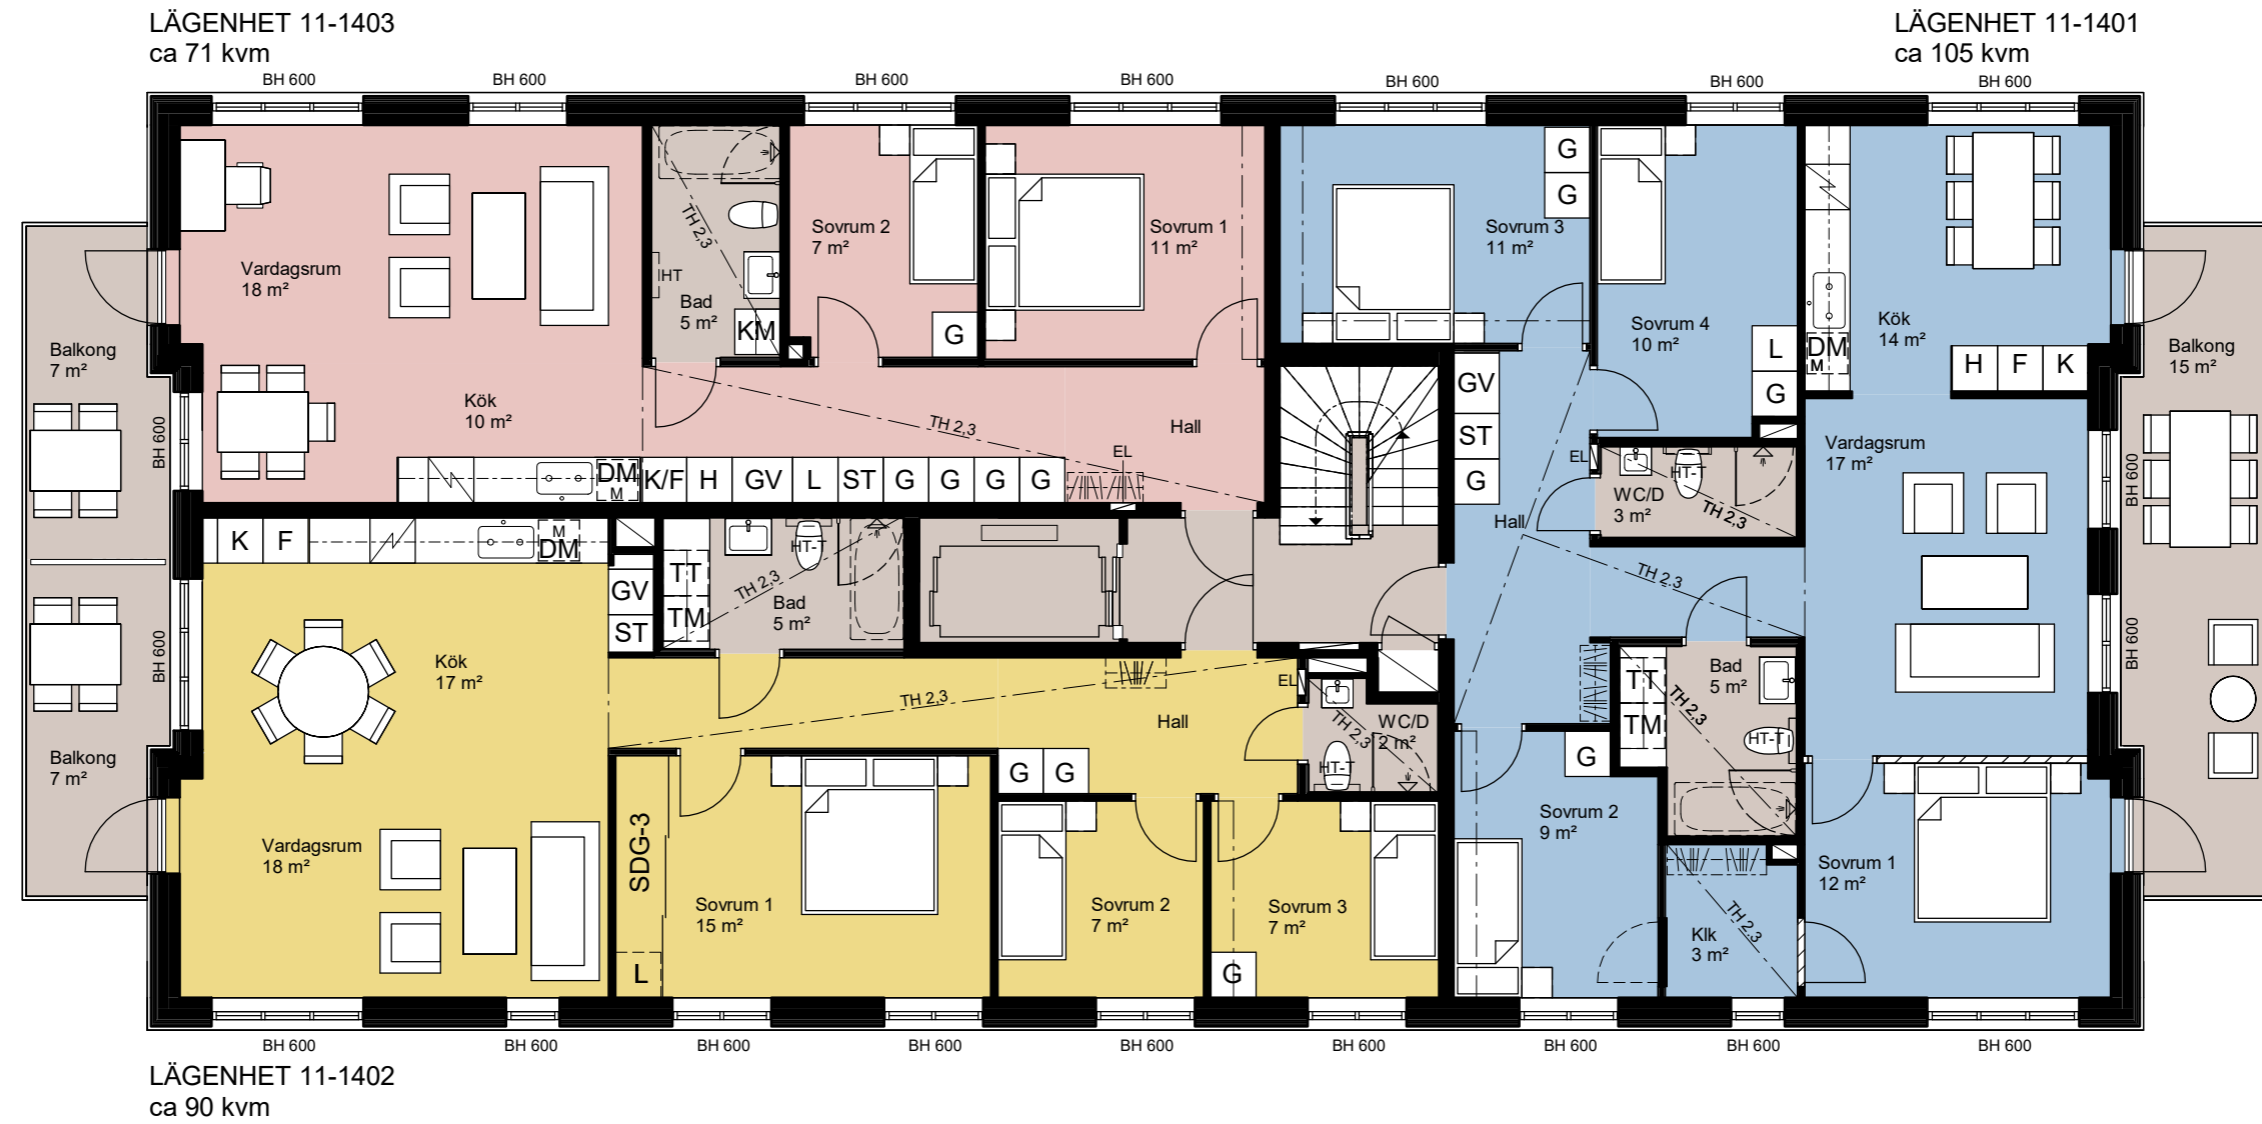 LÄGENHET 11-1403
ca 71 kvm
LÄGENHET 11-1401
ca 105 kvm
BH 600
BH 600
BH 600
BH 600
BH 600
BH 600
BH 600
Vardagsrum
18 m²
Kök
10 m²
TH 2,3
HT
Bad
5 m²
KM
Sovrum 2
7 m²
G
Sovrum 1
11 m²
Hall
TH 2,3
EL
DM
M
K/F
H
GV
L
ST
G
G
G
G
Balkong
7 m²
BH 600
Sovrum 3
11 m²
G
G
Sovrum 4
10 m²
L
G
Kök
14 m²
DM
M
H
F
K
Balkong
15 m²
GV
ST
G
Hall
EL
WC/D
3 m²
HT-T
TH 2,3
TH 2,3
Vardagsrum
17 m²
BH 600
BH 600
K
F
M
DM
GV
ST
TT
TM
HT-T
TH 2,3
Bad
5 m²
BH 600
Balkong
7 m²
Kök
17 m²
Vardagsrum
18 m²
TH 2,3
Hall
EL
WC/D
2 m²
TH 2,3
HT-T
G
G
SDG-3
L
Sovrum 1
15 m²
Sovrum 2
7 m²
Sovrum 3
7 m²
G
TT
TM
Bad
5 m²
TH 2,3
HT-T
G
Sovrum 2
9 m²
Klk
3 m²
TH 2,3
Sovrum 1
12 m²
BH 600
BH 600
BH 600
BH 600
BH 600
BH 600
BH 600
BH 600
BH 600
LÄGENHET 11-1402
ca 90 kvm